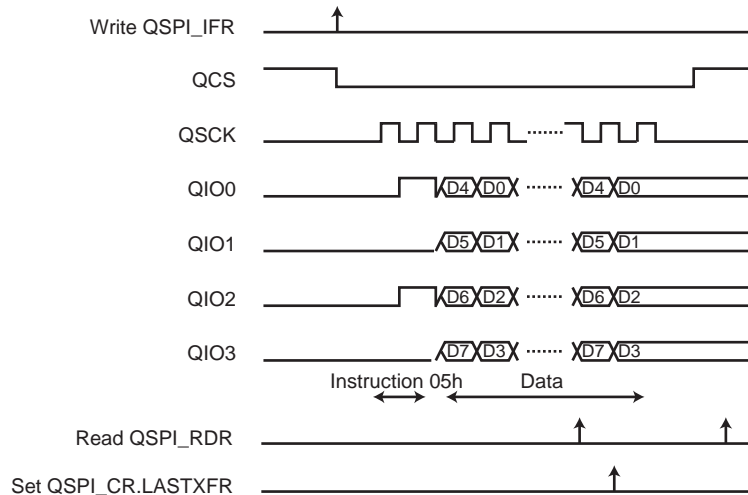 Write QSPI_IFR
QCS
QSCK
QIO0 D4 D0 D4 D0
QIO1 D5 D1 D5 D1
QIO2 D6 D2 D6 D2
QIO3 D7 D3 D7 D3
Instruction 05h Data
Read QSPI_RDR
Set QSPI_CR.LASTXFR